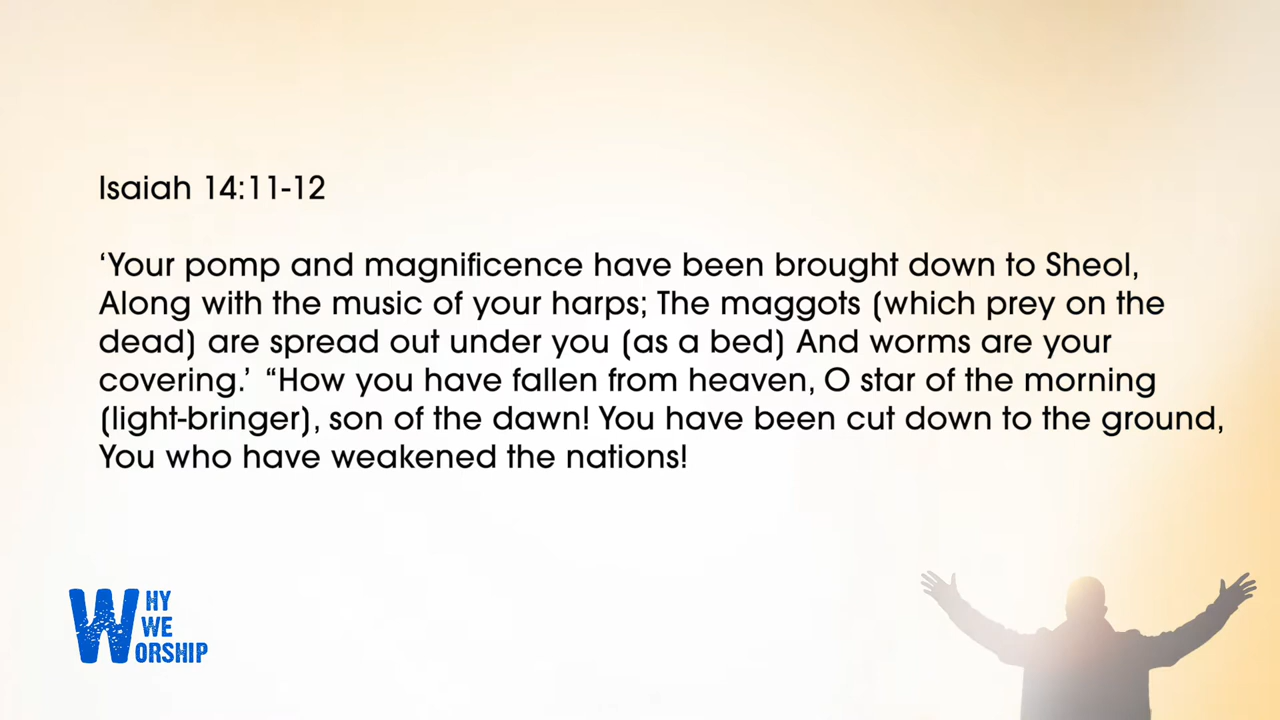 Isaiah 14:11-12
‘Your pomp and magnificence have been brought down to Sheol,
Along with the music of your harps; The maggots (which prey on the
dead) are spread out under you (as a bed) And worms are your
covering.’ “How you have fallen from heaven, O star of the morning
(light-bringer), son of the dawn! You have been cut down to the ground,
You who have weakened the nations!
WHY
WE
WORSHIP